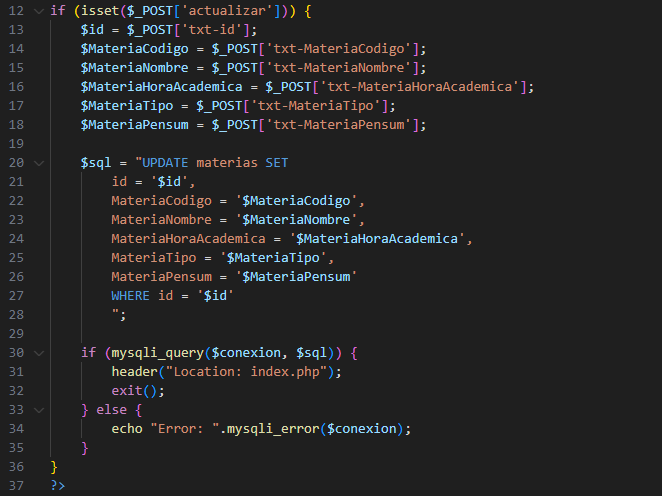 12 if (isset($_POST['actualizar'])) {
13     $id = $_POST['txt-id'];
14     $MateriaCodigo = $_POST['txt-MateriaCodigo'];
15     $MateriaNombre = $_POST['txt-MateriaNombre'];
16     $MateriaHoraAcademica = $_POST['txt-MateriaHoraAcademica'];
17     $MateriaTipo = $_POST['txt-MateriaTipo'];
18     $MateriaPensum = $_POST['txt-MateriaPensum'];
19
20     $sql = "UPDATE materias SET
21         id = '$id',
22         MateriaCodigo = '$MateriaCodigo',
23         MateriaNombre = '$MateriaNombre',
24         MateriaHoraAcademica = '$MateriaHoraAcademica',
25         MateriaTipo = '$MateriaTipo',
26         MateriaPensum = '$MateriaPensum'
27         WHERE id = '$id'
28         ";
29
30     if (mysqli_query($conexion, $sql)) {
31         header("Location: index.php");
32         exit();
33     } else {
34         echo "Error: ".mysqli_error($conexion);
35     }
36 }
37 ?>